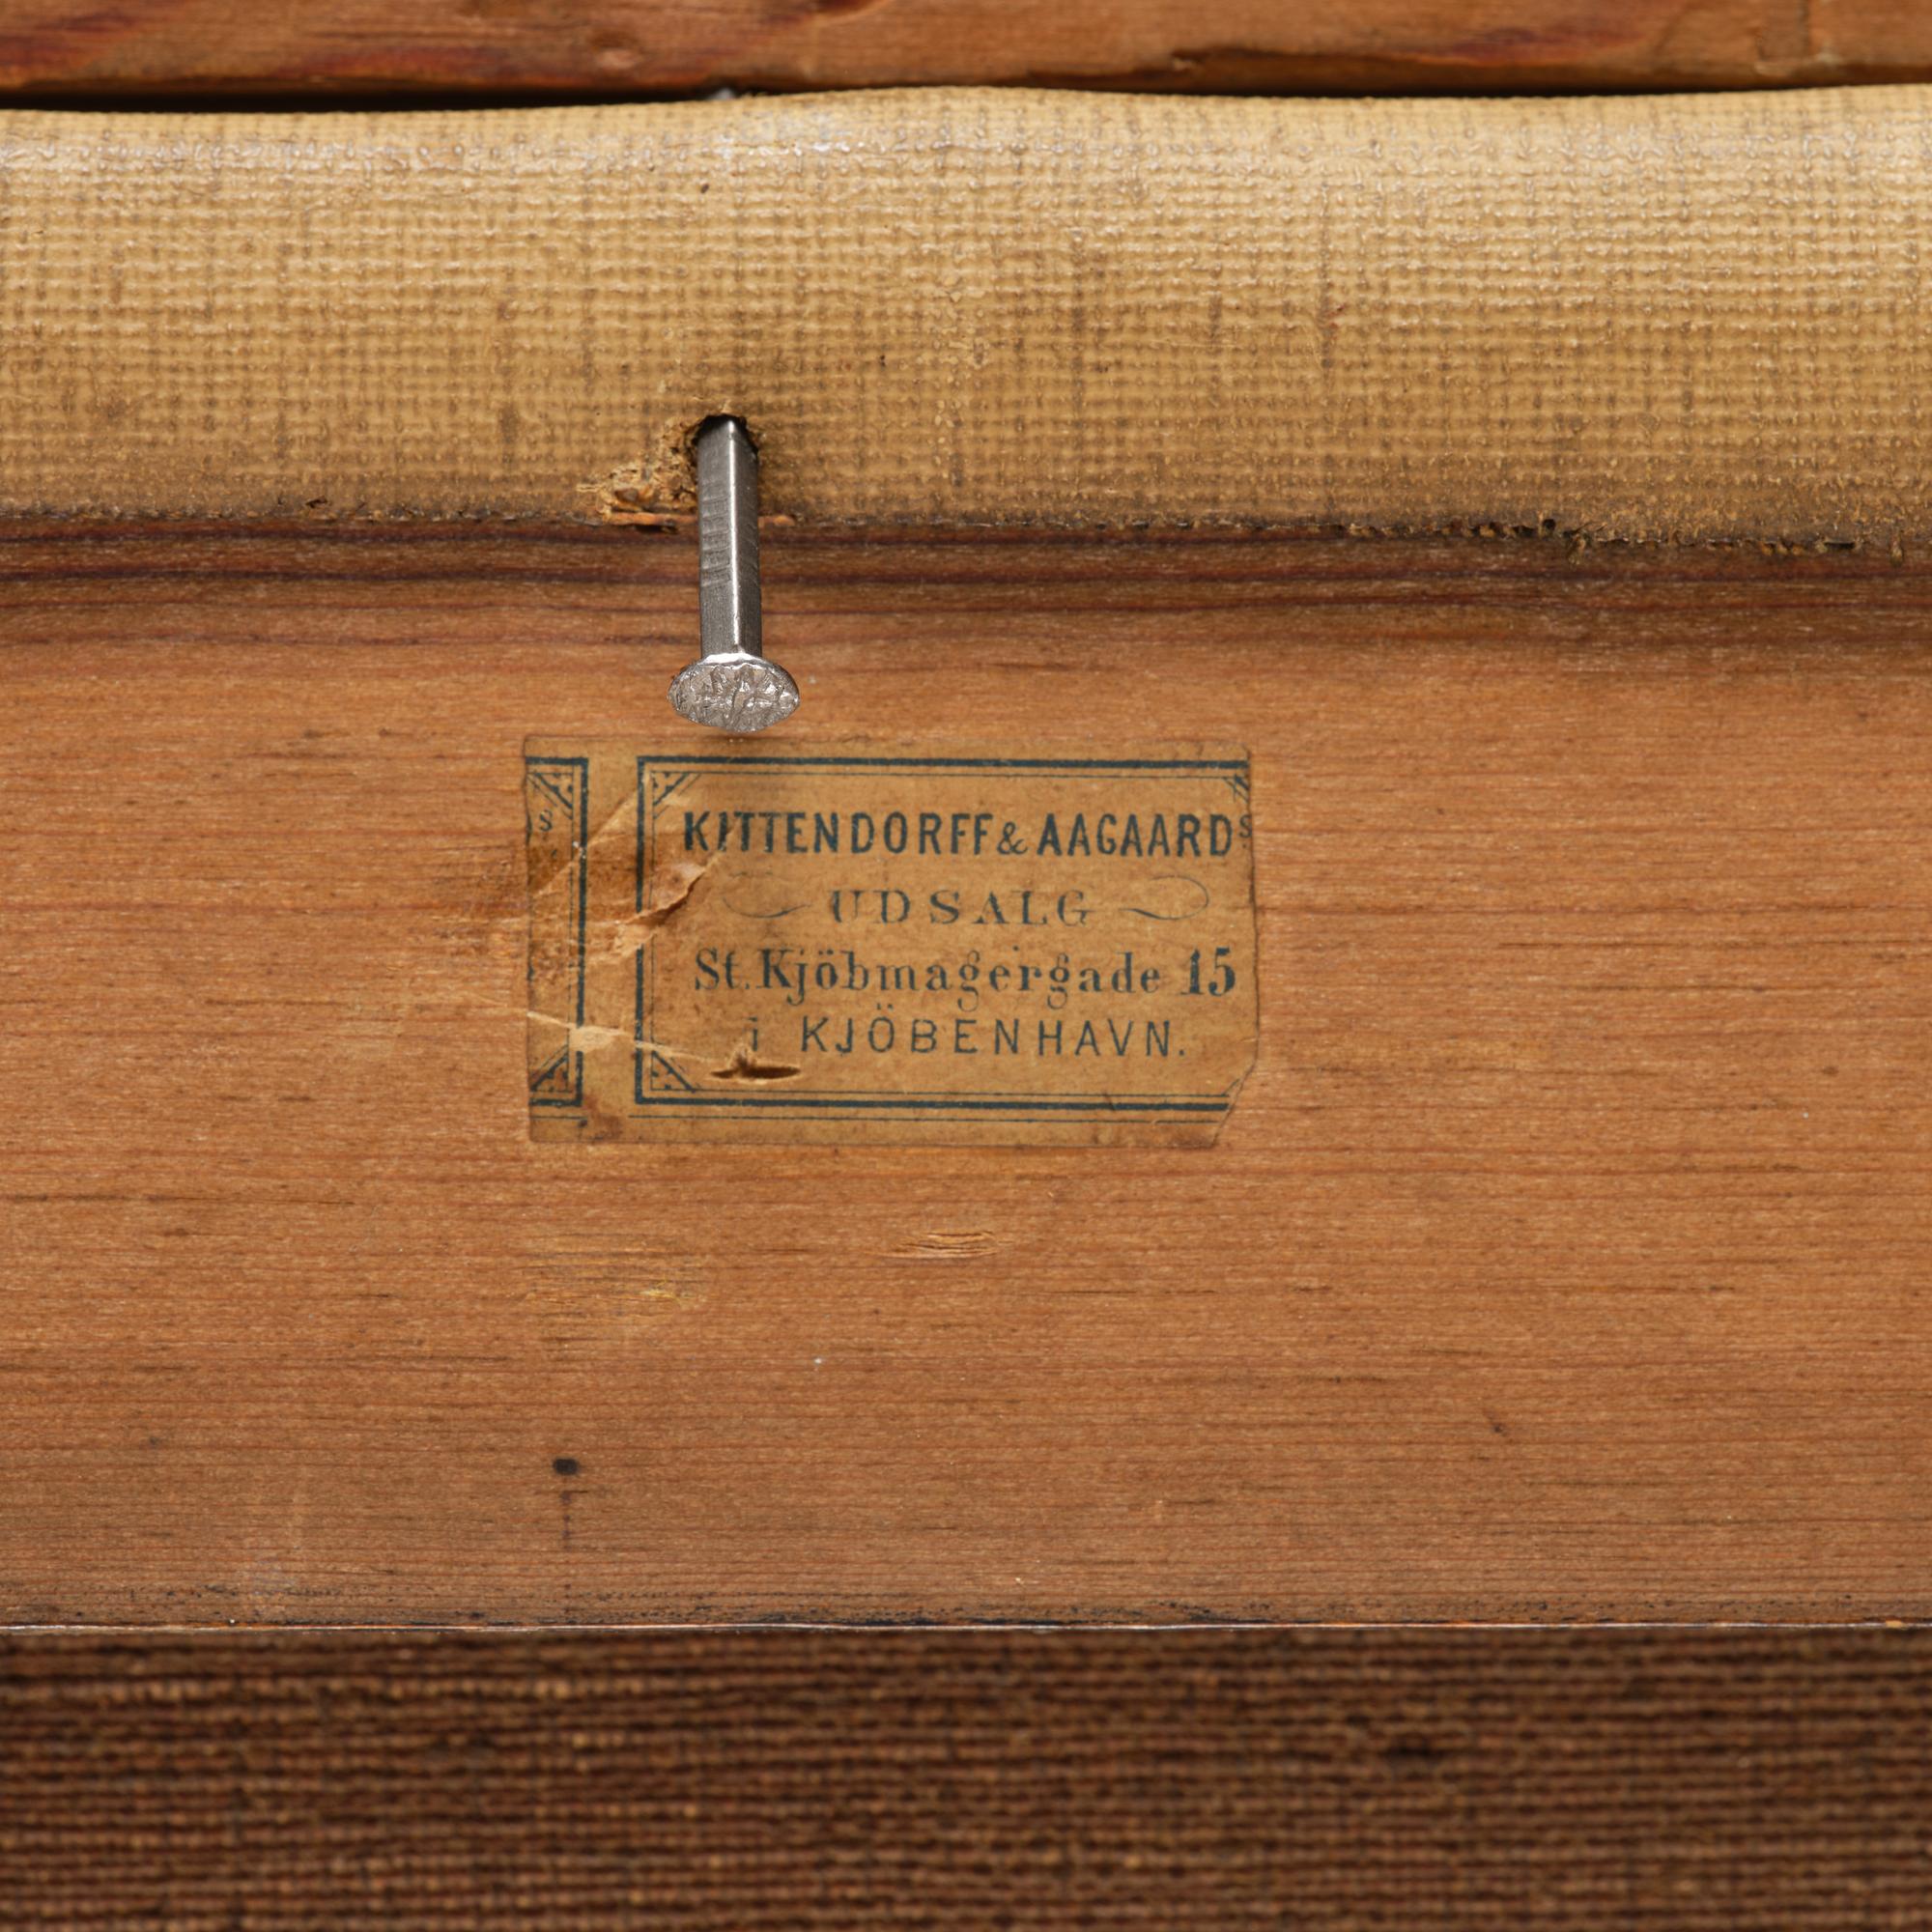 KITTENDORFF & AAGAARDS
UDSALG
St. Kjöbmagergade 15
i KJÖBENHAVN.